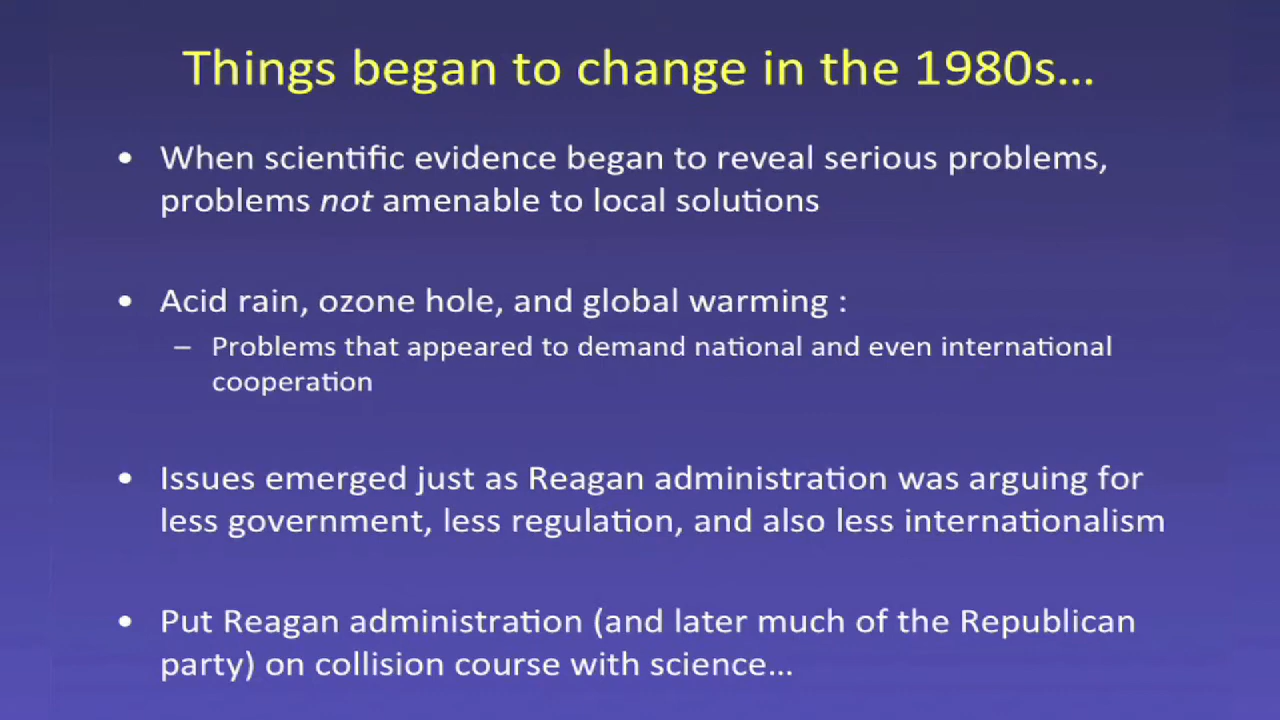 Things began to change in the 1980s...
• When scientific evidence began to reveal serious problems,
problems not amenable to local solutions
• Acid rain, ozone hole, and global warming :
– Problems that appeared to demand national and even international
cooperation
• Issues emerged just as Reagan administration was arguing for
less government, less regulation, and also less internationalism
• Put Reagan administration (and later much of the Republican
party) on collision course with science...